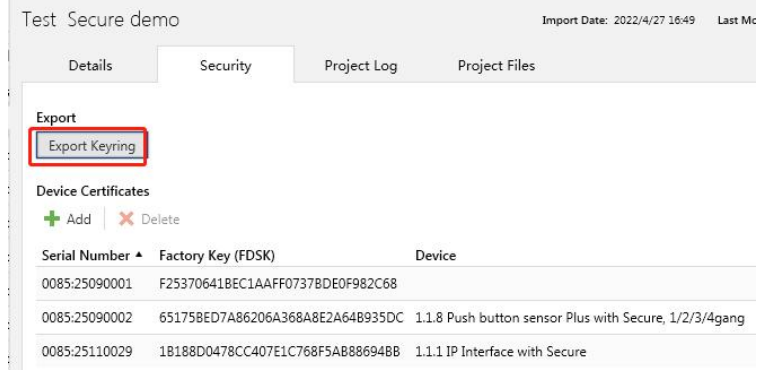 Test Secure demo Import Date: 2022/4/27 16:49 Last Mo
Details Security Project Log Project Files
Export
Export Keyring
Device Certificates
Add Delete
Serial Number Factory Key (FDSK) Device
0085:25090001 F25370641BEC1AAFF0737BDE0F982C68
0085:25090002 65175BED7A86206A368A8E2A64B935DC 1.1.8 Push button sensor Plus with Secure, 1/2/3/4gang
0085:25110029 1B188D0478CC407E1C768F5AB88694BB 1.1.1 IP Interface with Secure